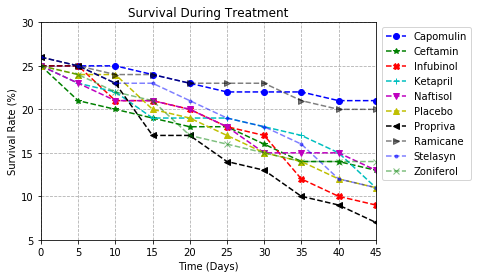 Survival During Treatment
30
25
20
15
10
5
Survival Rate (%)
0 5 10 15 20 25 30 35 40 45
Time (Days)
Capomulin
Ceftamin
Infubinol
Ketapril
Naftisol
Placebo
Propriva
Ramicane
Stelasyn
Zoniferol